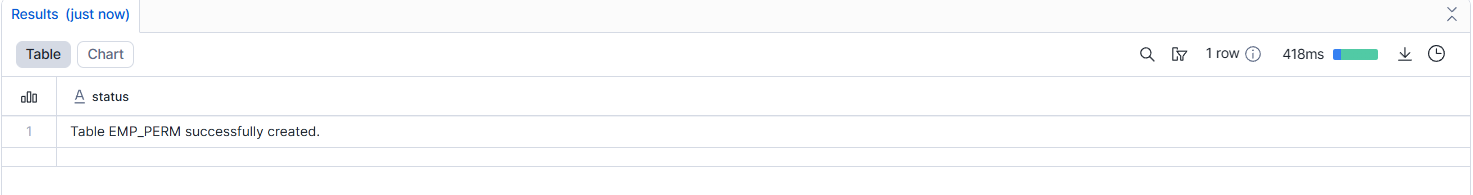 Results (just now)
Table Chart 1 row 418ms
A status
1 Table EMP_PERM successfully created.